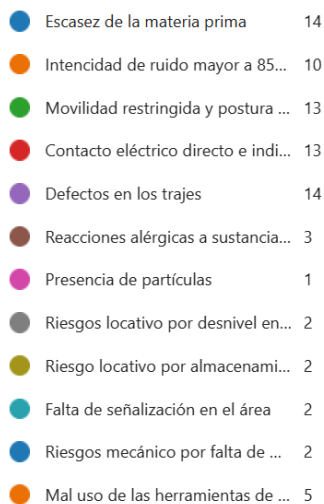 Escasez de la materia prima 14
Intencidad de ruido mayor a 85... 10
Movilidad restringida y postura ... 13
Contacto eléctrico directo e indi... 13
Defectos en los trajes 14
Reacciones alérgicas a sustancia... 3
Presencia de partículas 1
Riesgos locativo por desnivel en... 2
Riesgo locativo por almacenami... 2
Falta de señalización en el área 2
Riesgos mecánico por falta de ... 2
Mal uso de las herramientas de ... 5